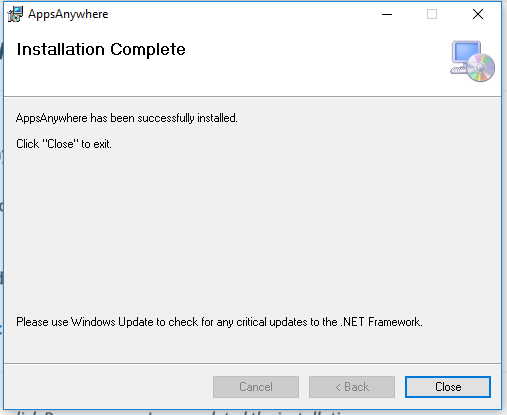 AppsAnywhere
Installation Complete
AppsAnywhere has been successfully installed.
Click "Close" to exit.
Please use Windows Update to check for any critical updates to the .NET Framework.
Cancel
< Back
Close